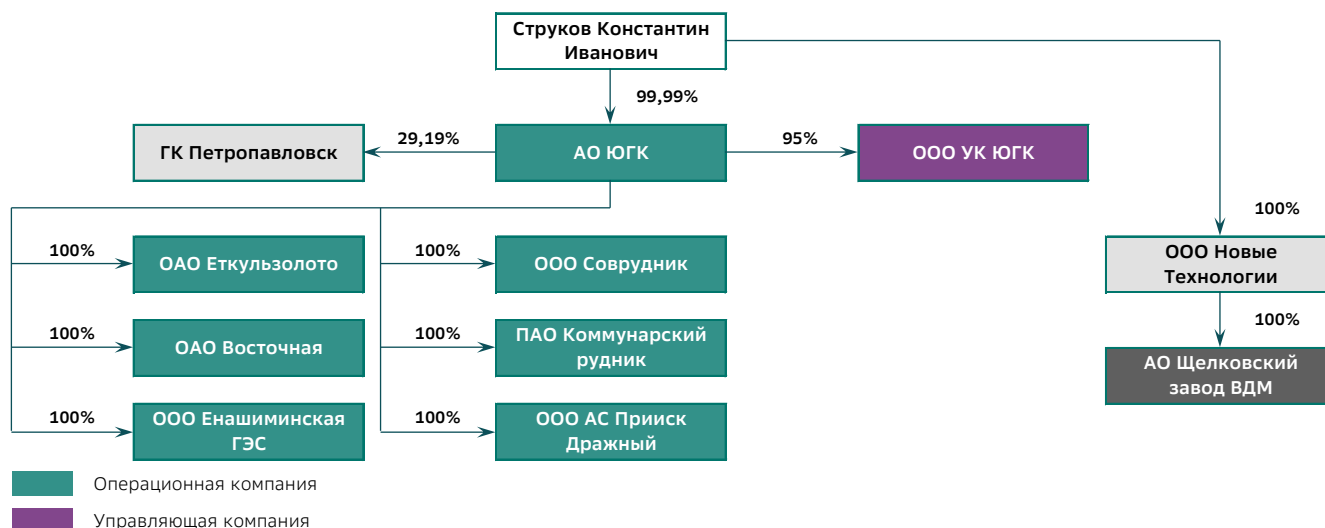 Струков Константин
Иванович
99,99%
ГК Петропавловск
29,19%
АО ЮГК
95%
ООО УК ЮГК
100%
ООО Новые
Технологии
100%
АО Щелковский
завод ВДМ
100%
ОАО Еткульзолото
100%
ООО Соврудник
100%
ОАО Восточная
100%
ПАО Коммунарский
рудник
100%
ООО Енашиминская
ГЭС
100%
ООО АС Прииск
Дражный
Операционная компания
Управляющая компания